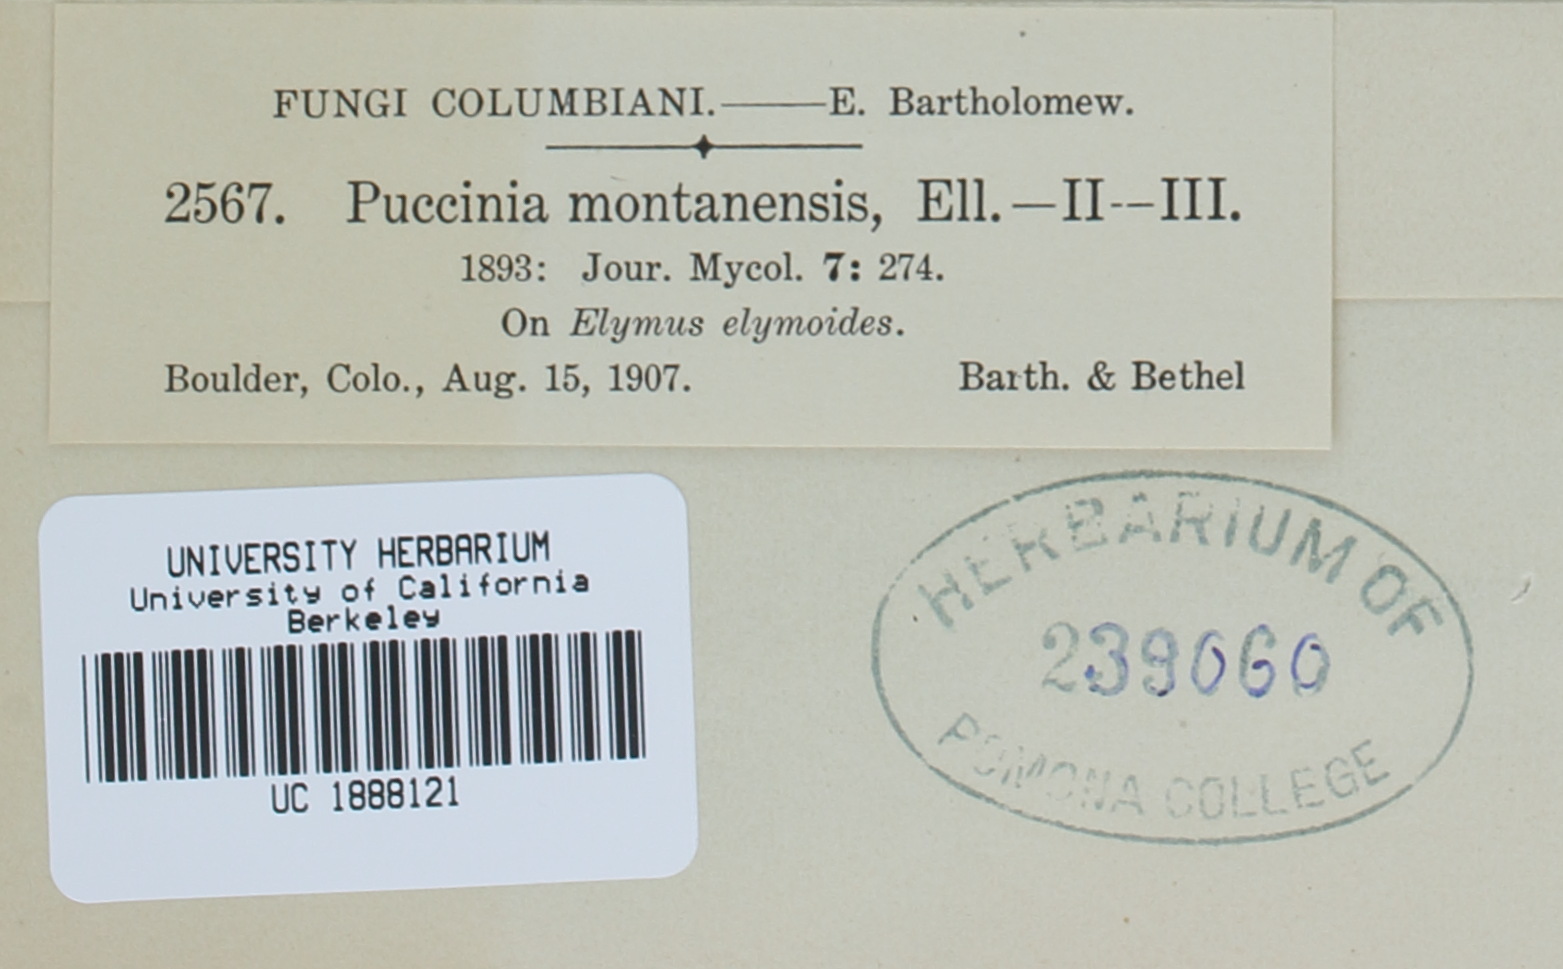 FUNGI COLUMBIANI.——E. Bartholomew.
2567. Puccinia montanensis, Ell.—II--III.
1893: Jour. Mycol. 7: 274.
On Elymus elymoides.
Boulder, Colo., Aug. 15, 1907. Barth. & Bethel
UNIVERSITY HERBARIUM
University of California
Berkeley
UC 1888121
HERBARIUM OF
239060
POMONA COLLEGE